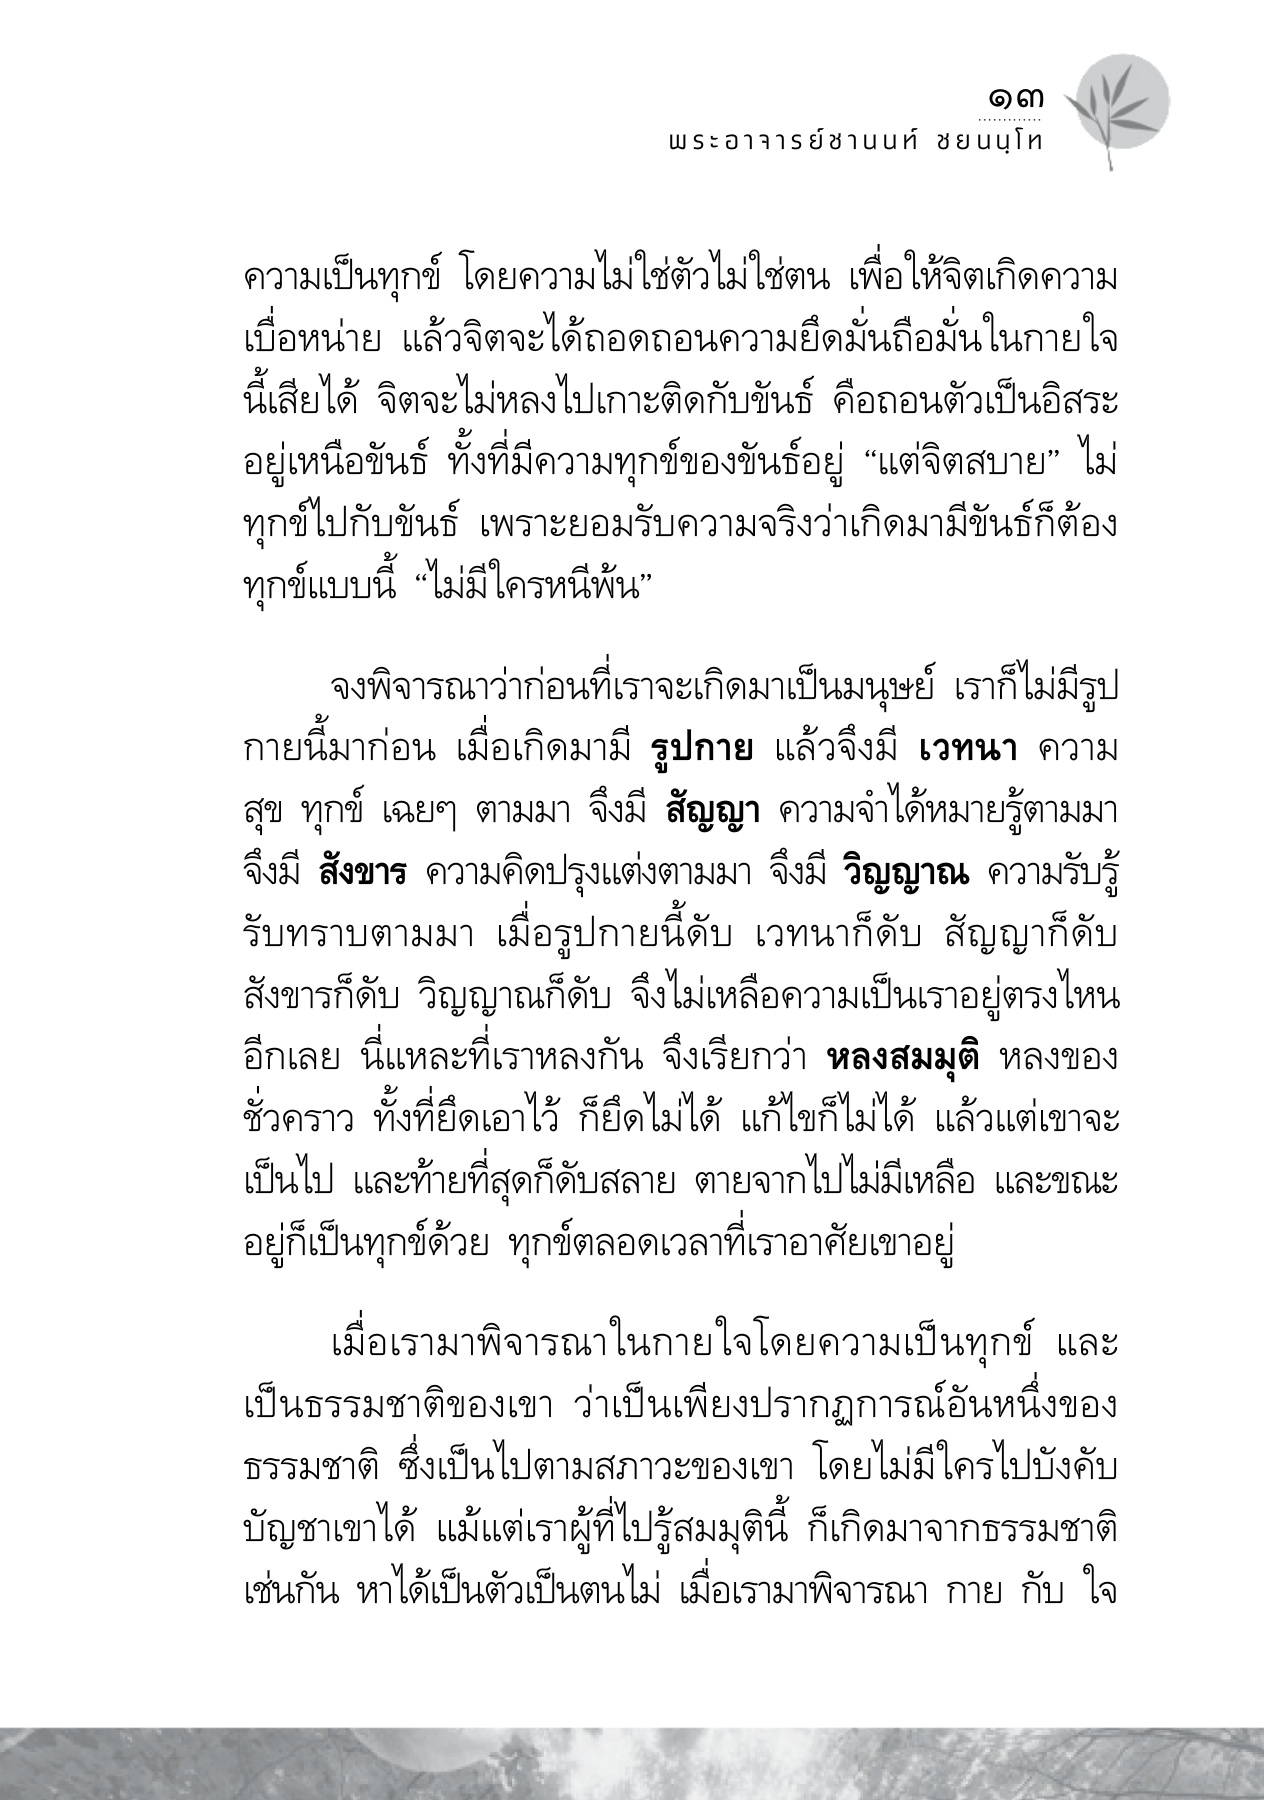 ๑๓
พระอาจารย์ชานนท์ ชยนนฺโท
ความเป็นทุกข์ โดยความไม่ใช่ตัวไม่ใช่ตน เพื่อให้จิตเกิดความ
เบื่อหน่าย แล้วจิตจะได้ถอดถอนความยึดมั่นถือมั่นในกายใจ
นี้เสียได้ จิตจะไม่หลงไปเกาะติดกับขันธ์ คือถอนตัวเป็นอิสระ
อยู่เหนือขันธ์ ทั้งที่มีความทุกข์ของขันธ์อยู่ “แต่จิตสบาย” ไม่
ทุกข์ไปกับขันธ์ เพราะยอมรับความจริงว่าเกิดมามีขันธ์ก็ต้อง
ทุกข์แบบนี้ “ไม่มีใครหนีพ้น”
จงพิจารณาว่าก่อนที่เราจะเกิดมาเป็นมนุษย์ เราก็ไม่มีรูป
กายนี้มาก่อน เมื่อเกิดมามี รูปกาย แล้วจึงมี เวทนา ความ
สุข ทุกข์ เฉยๆ ตามมา จึงมี สัญญา ความจำได้หมายรู้ตามมา
จึงมี สังขาร ความคิดปรุงแต่งตามมา จึงมี วิญญาณ ความรับรู้
รับทราบตามมา เมื่อรูปกายนี้ดับ เวทนาก็ดับ สัญญาก็ดับ
สังขารก็ดับ วิญญาณก็ดับ จึงไม่เหลือความเป็นเราอยู่ตรงไหน
อีกเลย นี่แหละที่เราหลงกัน จึงเรียกว่า หลงสมมุติ หลงของ
ชั่วคราว ทั้งที่ยึดเอาไว้ ก็ยึดไม่ได้ แก้ไขก็ไม่ได้ แล้วแต่เขาจะ
เป็นไป และท้ายที่สุดก็ดับสลาย ตายจากไปไม่มีเหลือ และขณะ
อยู่ก็เป็นทุกข์ด้วย ทุกข์ตลอดเวลาที่เราอาศัยเขาอยู่
เมื่อเรามาพิจารณาในกายใจโดยความเป็นทุกข์ และ
เป็นธรรมชาติของเขา ว่าเป็นเพียงปรากฏการณ์อันหนึ่งของ
ธรรมชาติ ซึ่งเป็นไปตามสภาวะของเขา โดยไม่มีใครไปบังคับ
บัญชาเขาได้ แม้แต่เราผู้ที่ไปรู้สมมุตินี้ ก็เกิดมาจากธรรมชาติ
เช่นกัน หาได้เป็นตัวเป็นตนไม่ เมื่อเรามาพิจารณา กาย กับ ใจ